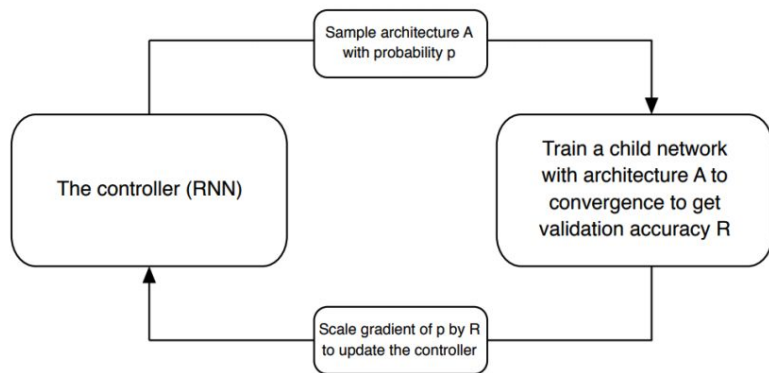 Sample architecture A
with probability p
The controller (RNN)
Train a child network
with architecture A to
convergence to get
validation accuracy R
Scale gradient of p by R
to update the controller